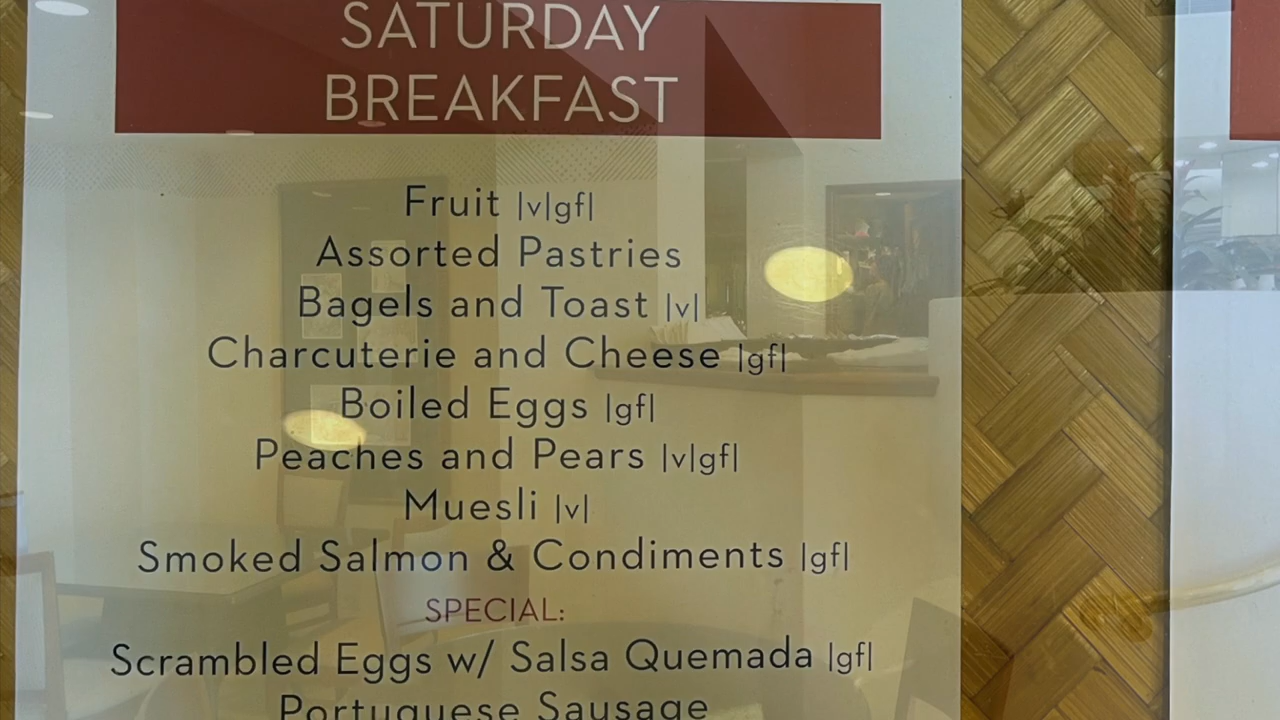 SATURDAY
BREAKFAST
Fruit |v|gf|
Assorted Pastries
Bagels and Toast |v|
Charcuterie and Cheese |gf|
Boiled Eggs |gf|
Peaches and Pears |v|gf|
Muesli |v|
Smoked Salmon & Condiments |gf|
SPECIAL:
Scrambled Eggs w/ Salsa Quemada |gf|
Portuguese Sausage